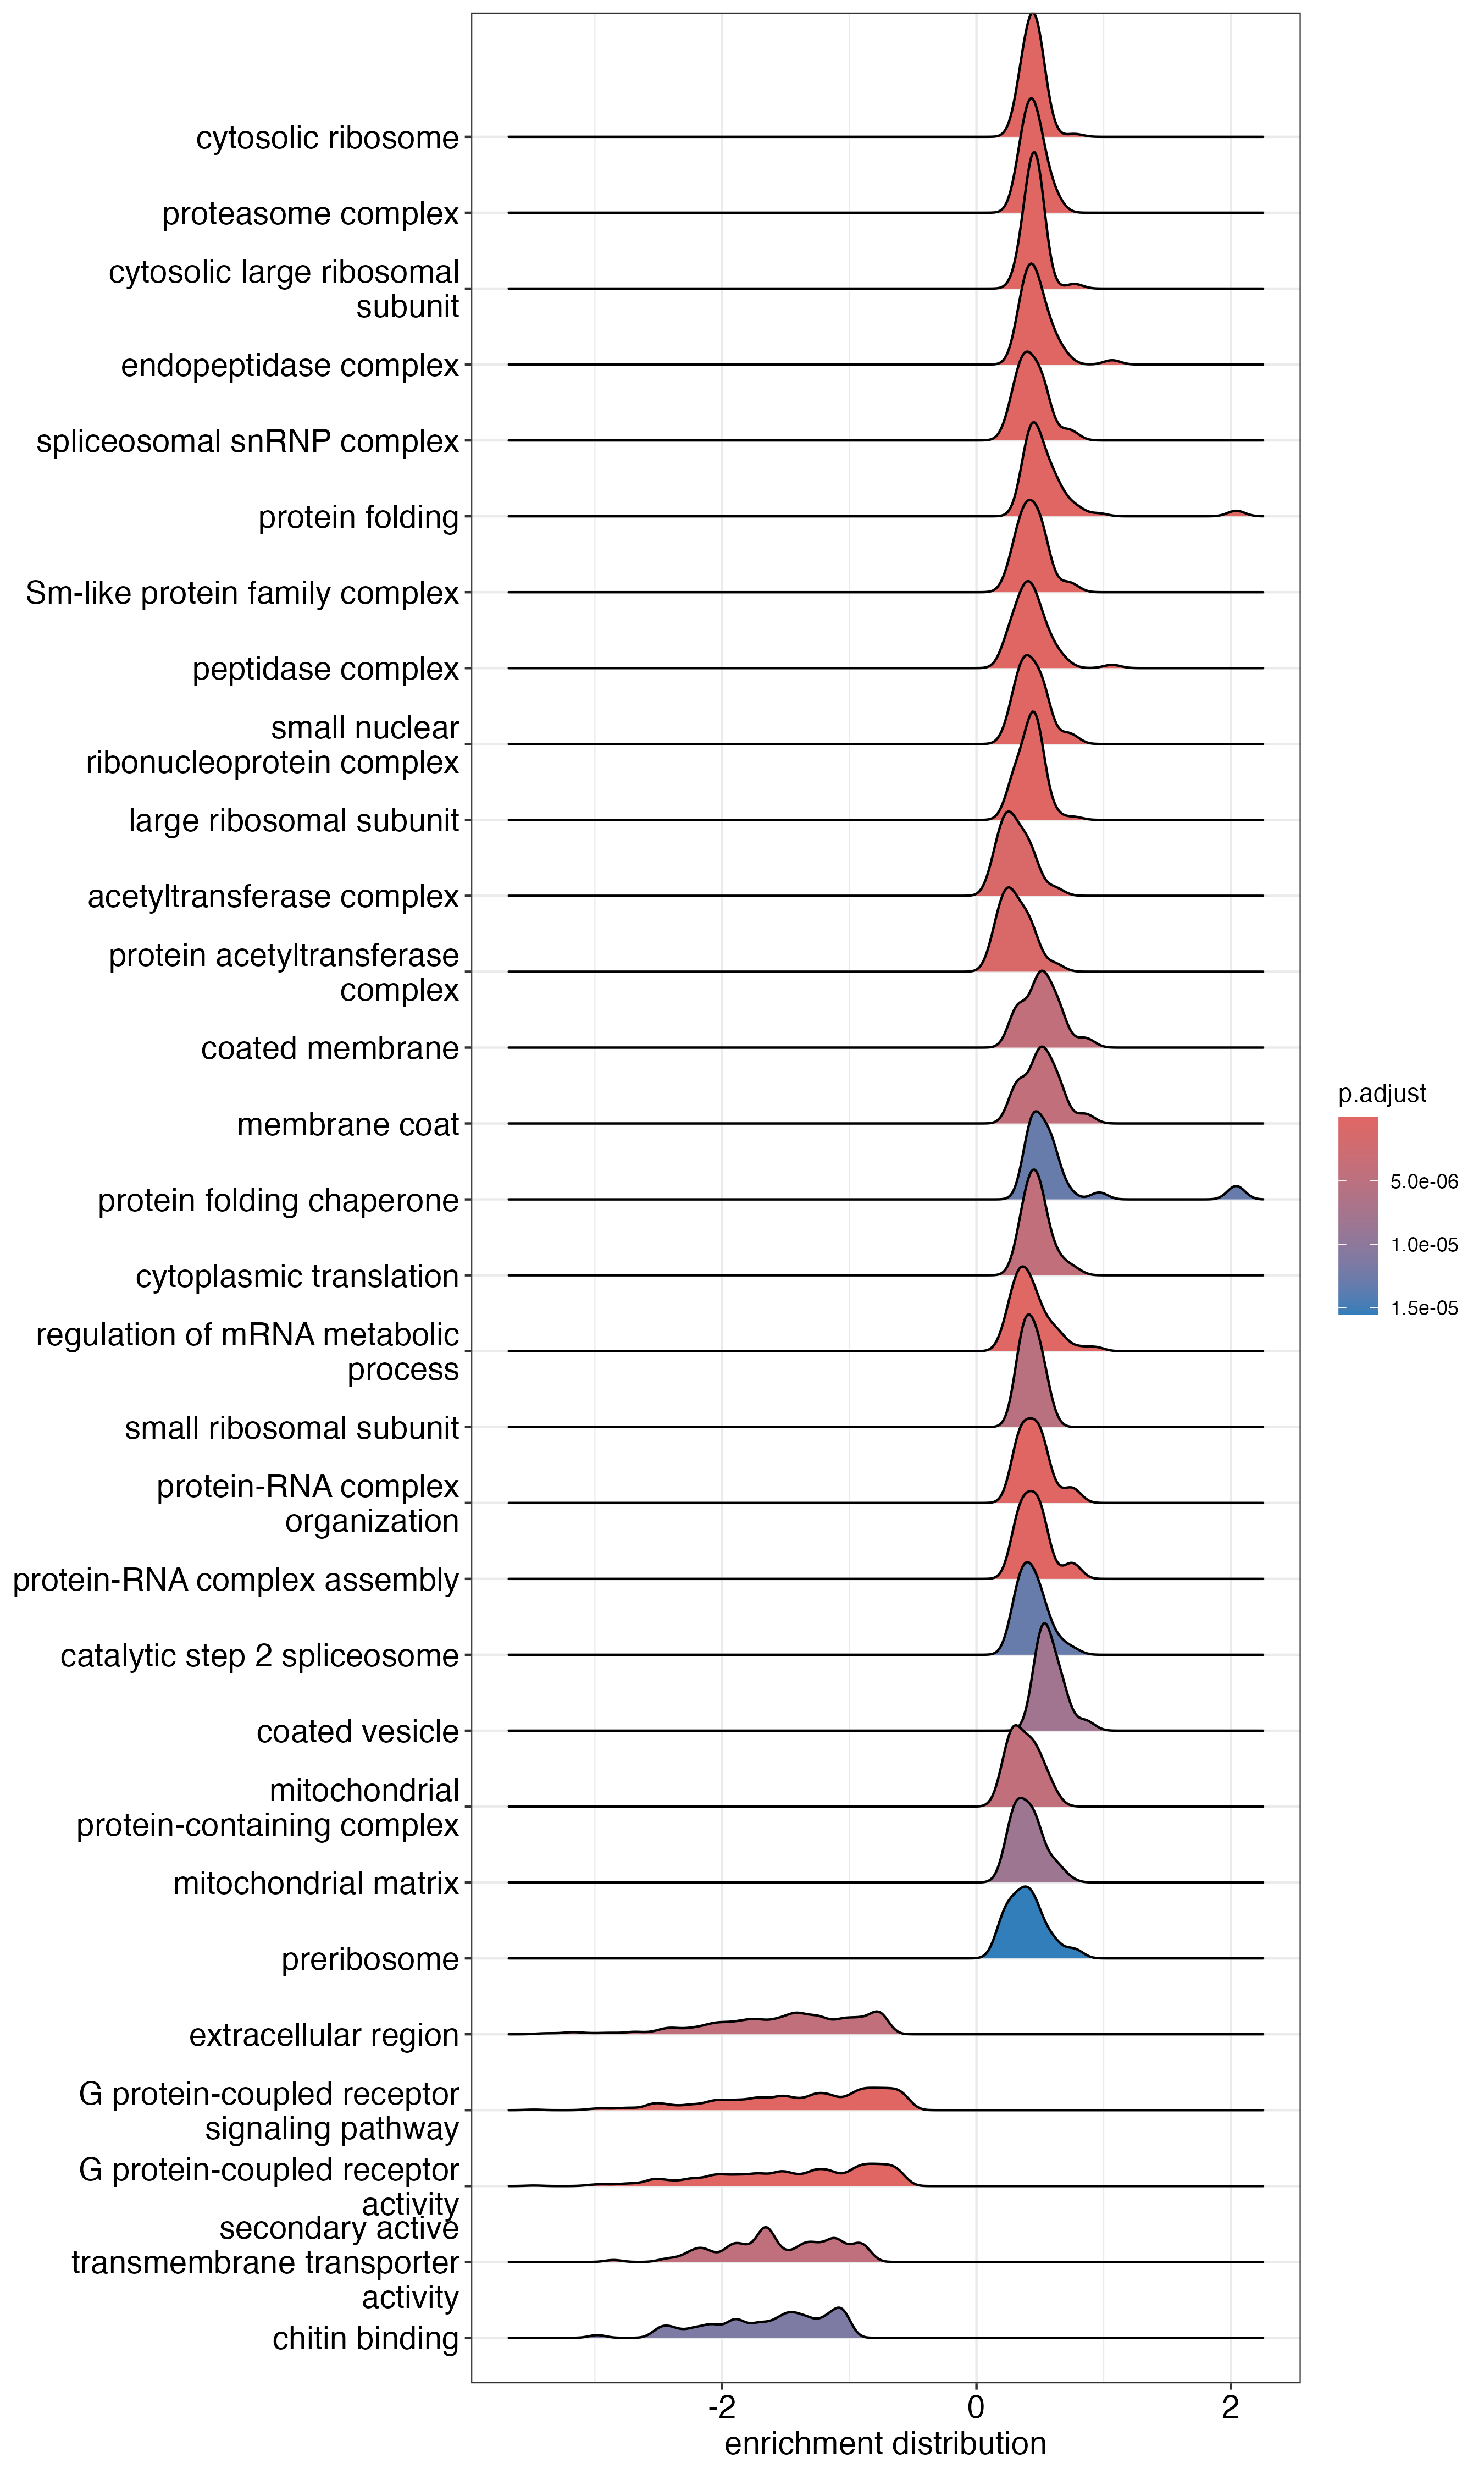 cytosolic ribosome
proteasome complex
cytosolic large ribosomal
subunit
endopeptidase complex
spliceosomal snRNP complex
protein folding
Sm-like protein family complex
peptidase complex
small nuclear
ribonucleoprotein complex
large ribosomal subunit
acetyltransferase complex
protein acetyltransferase
complex
coated membrane
membrane coat
protein folding chaperone
cytoplasmic translation
regulation of mRNA metabolic
process
small ribosomal subunit
protein-RNA complex
organization
protein-RNA complex assembly
catalytic step 2 spliceosome
coated vesicle
mitochondrial
protein-containing complex
mitochondrial matrix
preribosome
extracellular region
G protein-coupled receptor
signaling pathway
G protein-coupled receptor
activity
secondary active
transmembrane transporter
activity
chitin binding
-2 0 2
enrichment distribution
p.adjust
5.0e-06
1.0e-05
1.5e-05